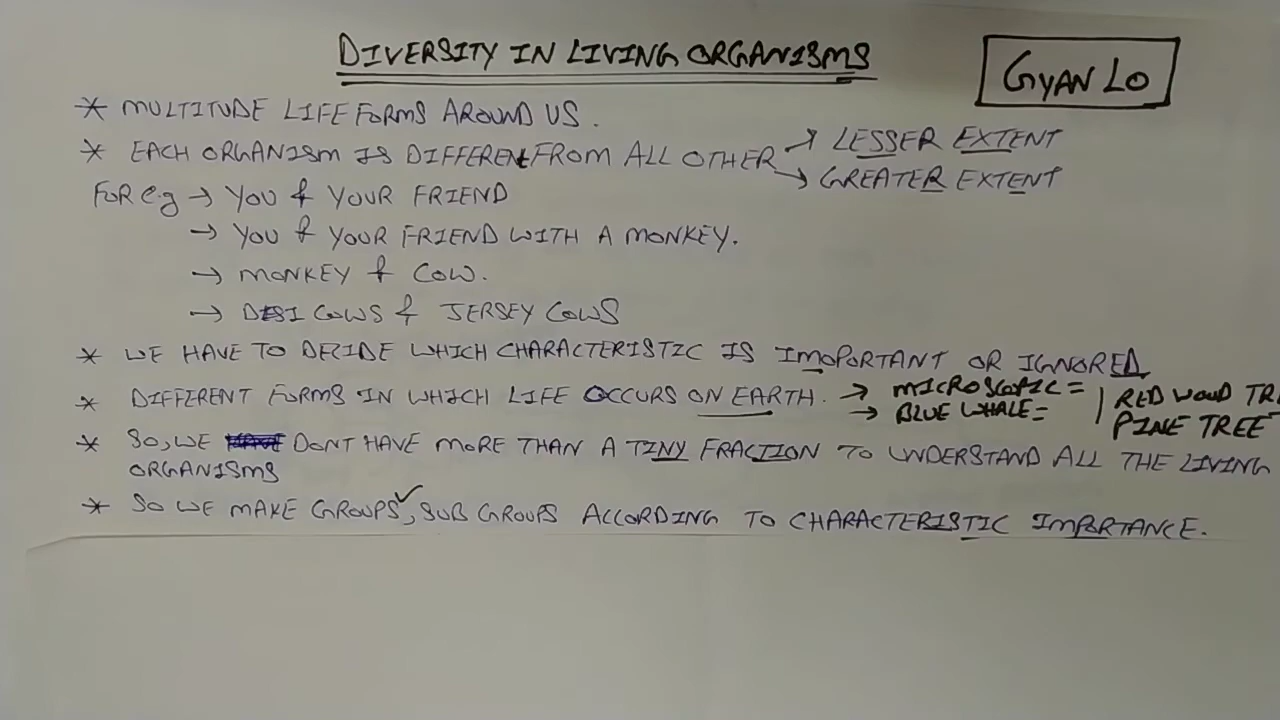 DIVERSITY IN LIVING ORGANISMS
GYAN LO
* MULTITUDE LIFE FORMS AROUND US.
* EACH ORGANISM IS DIFFERENT FROM ALL OTHER → LESSER EXTENT
→ GREATER EXTENT
FOR e.g → YOU & YOUR FRIEND
→ YOU & YOUR FRIEND WITH A MONKEY.
→ MONKEY & COW.
→ DESI COWS & JERSEY COWS
* WE HAVE TO DECIDE WHICH CHARACTERISTIC IS IMOPORTANT OR IGNORED
* DIFFERENT FORMS IN WHICH LIFE OCCURS ON EARTH. → MICROSCOPIC = | RED WOOD TRE
→ BLUE WHALE = PINE TREE
* SO, WE DONT HAVE MORE THAN A TINY FRACTION TO UNDERSTAND ALL THE LIVING
ORGANISMS
* SO WE MAKE GROUPS✓, SUB GROUPS ACCORDING TO CHARACTERISTIC IMPORTANCE.